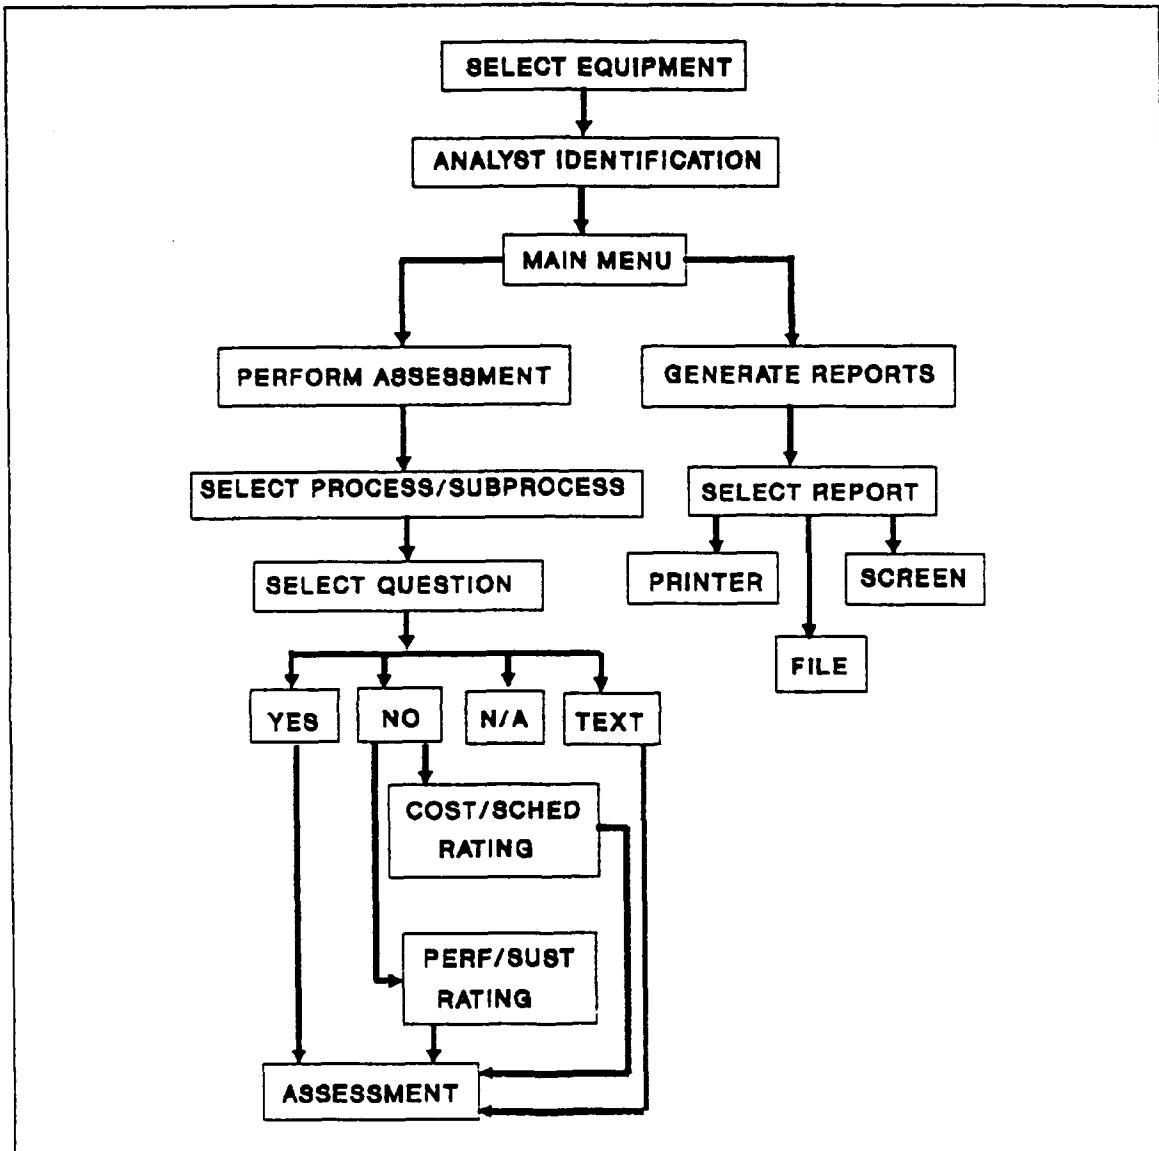 SELECT EQUIPMENT
ANALYST IDENTIFICATION
MAIN MENU
PERFORM ASSESSMENT
GENERATE REPORTS
SELECT PROCESS/SUBPROCESS
SELECT REPORT
SELECT QUESTION
PRINTER
SCREEN
FILE
YES
NO
N/A
TEXT
COST/SCHED
RATING
PERF/SUST
RATING
ASSESSMENT